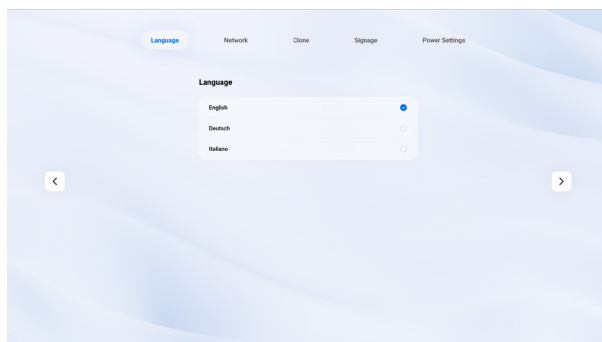 Language Network Clone Signage Power Settings
Language
English
Deutsch
Italiano